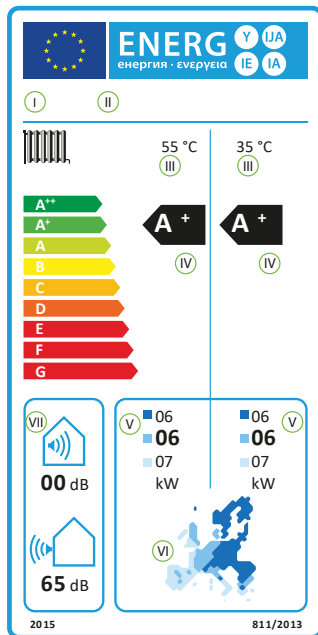 ENERG Y IJA
енергия · ενεργεια IE IA
I II
55 °C 35 °C
III III
A++
A+
A
B
C
D
E
F
G
A+ A+
IV IV
VII
00 dB
65 dB
V V
06 06
06 06
07 07
kW kW
VI
2015 811/2013